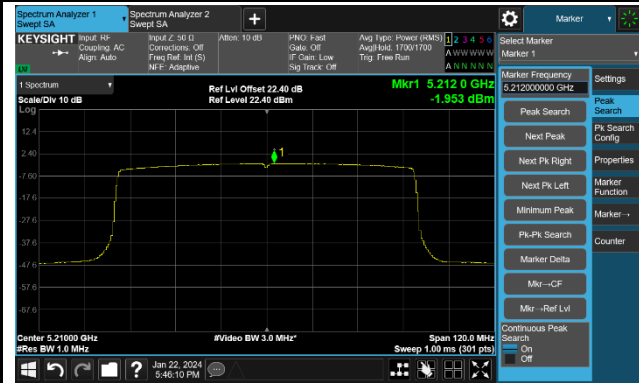 Spectrum Analyzer 1
Swept SA
Spectrum Analyzer 2
Swept SA
+
Marker
KEYSIGHT
Input: RF
Coupling: AC
Align: Auto
Input Z: 50 Ω
Corrections: Off
Freq Ref: Int (S)
NFE: Adaptive
Atten: 10 dB
PNO: Fast
Gate: Off
IF Gain: Low
Sig Track: Off
Avg Type: Power (RMS)
Avg|Hold: 1700/1700
Trig: Free Run
1 2 3 4 5 6
A W W W W W
A N N N N N
Select Marker
Marker 1
LXI
1 Spectrum
Scale/Div 10 dB
Log
Ref Lvl Offset 22.40 dB
Ref Level 22.40 dBm
Mkr1 5.212 0 GHz
-1.953 dBm
12.4
2.40
-7.60
-17.6
-27.6
-37.6
-47.6
-57.6
-67.6
1
Center 5.21000 GHz
#Res BW 1.0 MHz
#Video BW 3.0 MHz*
Span 120.0 MHz
Sweep 1.00 ms (301 pts)
Marker Frequency
5.212000000 GHz
Peak Search
Next Peak
Next Pk Right
Next Pk Left
Minimum Peak
Pk-Pk Search
Marker Delta
Mkr→CF
Mkr→Ref Lvl
Continuous Peak
Search
On
Off
Settings
Peak
Search
Pk Search
Config
Properties
Marker
Function
Marker→
Counter
?
Jan 22, 2024
5:46:10 PM